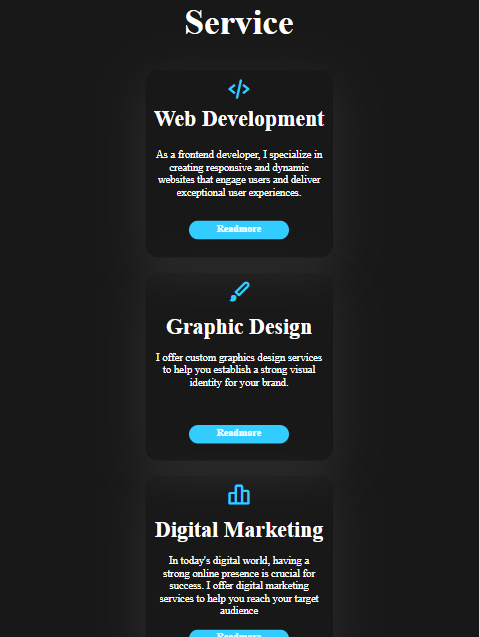 Service
Web Development
As a frontend developer, I specialize in
creating responsive and dynamic
websites that engage users and deliver
exceptional user experiences.
Readmore
Graphic Design
I offer custom graphics design services
to help you establish a strong visual
identity for your brand.
Readmore
Digital Marketing
In today's digital world, having a
strong online presence is crucial for
success. I offer digital marketing
services to help you reach your target
audience
Readmore